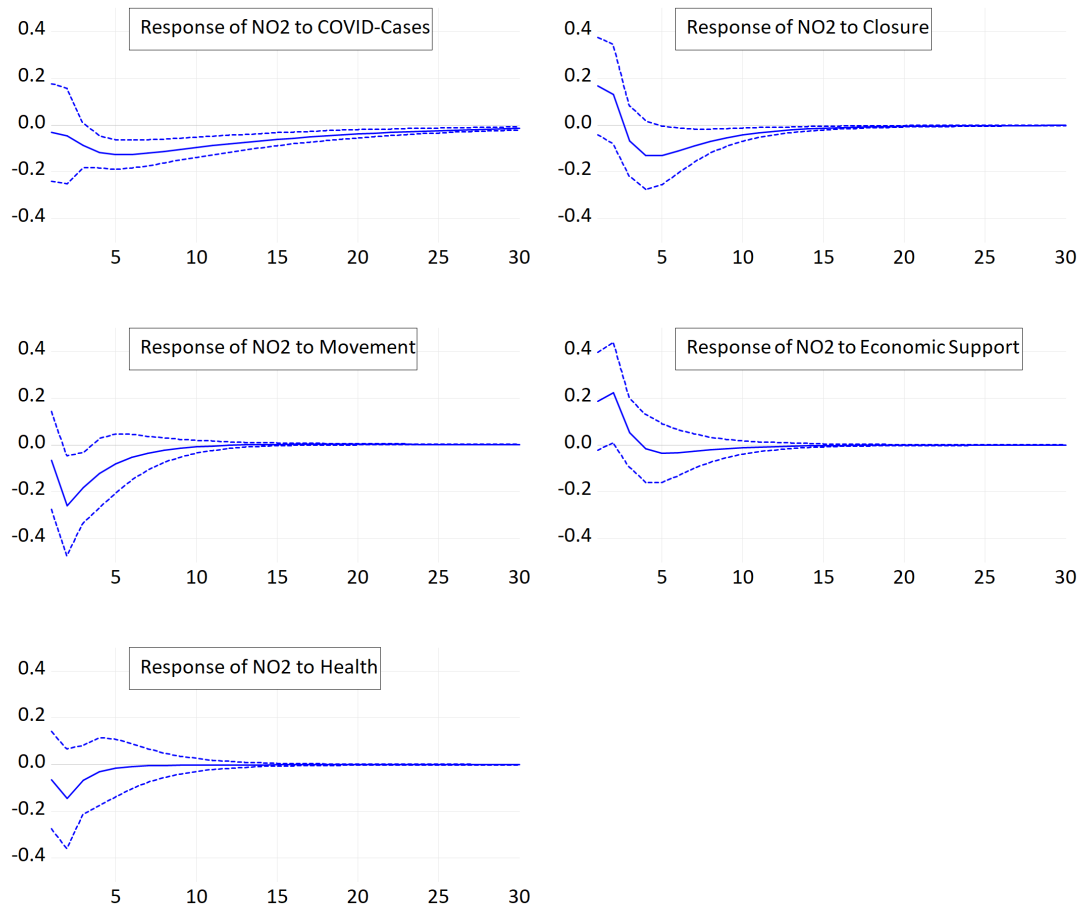 Response of NO2 to COVID-Cases
0.4
0.2
0.0
-0.2
-0.4
5 10 15 20 25 30
Response of NO2 to Closure
0.4
0.2
0.0
-0.2
-0.4
5 10 15 20 25 30
Response of NO2 to Movement
0.4
0.2
0.0
-0.2
-0.4
5 10 15 20 25 30
Response of NO2 to Economic Support
0.4
0.2
0.0
-0.2
-0.4
5 10 15 20 25 30
Response of NO2 to Health
0.4
0.2
0.0
-0.2
-0.4
5 10 15 20 25 30